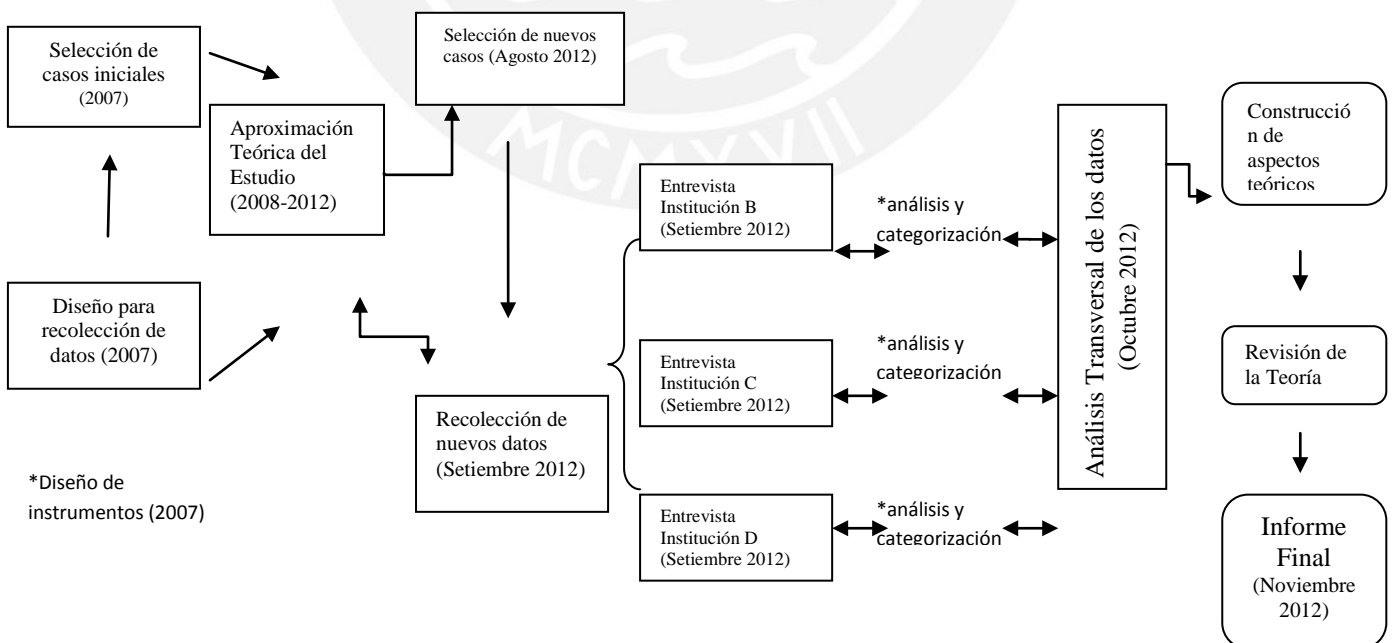 Selección de
casos iniciales
(2007)
Diseño para
recolección de
datos (2007)
*Diseño de
instrumentos (2007)
Aproximación
Teórica del
Estudio
(2008-2012)
Selección de nuevos
casos (Agosto 2012)
Recolección de
nuevos datos
(Setiembre 2012)
MCMXVII
Entrevista
Institución B
(Setiembre 2012)
*análisis y
categorización
Entrevista
Institución C
(Setiembre 2012)
*análisis y
categorización
Entrevista
Institución D
(Setiembre 2012)
*análisis y
categorización
Análisis Transversal de los datos
(Octubre 2012)
Construcció
n de
aspectos
teóricos
Revisión de
la Teoría
Informe
Final
(Noviembre
2012)